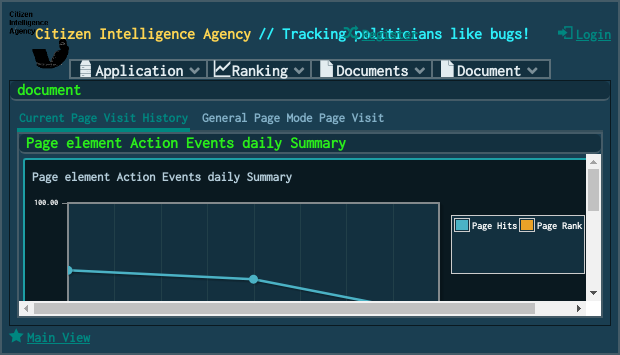 Citizen
Intelligence
Agency
Citizen Intelligence Agency // Tracking politicians like bugs!
Register
Login
Application
Ranking
Documents
Document
document
Current Page Visit History
General Page Mode Page Visit
Page element Action Events daily Summary
Page element Action Events daily Summary
100.00
Page Hits
Page Rank
Main View